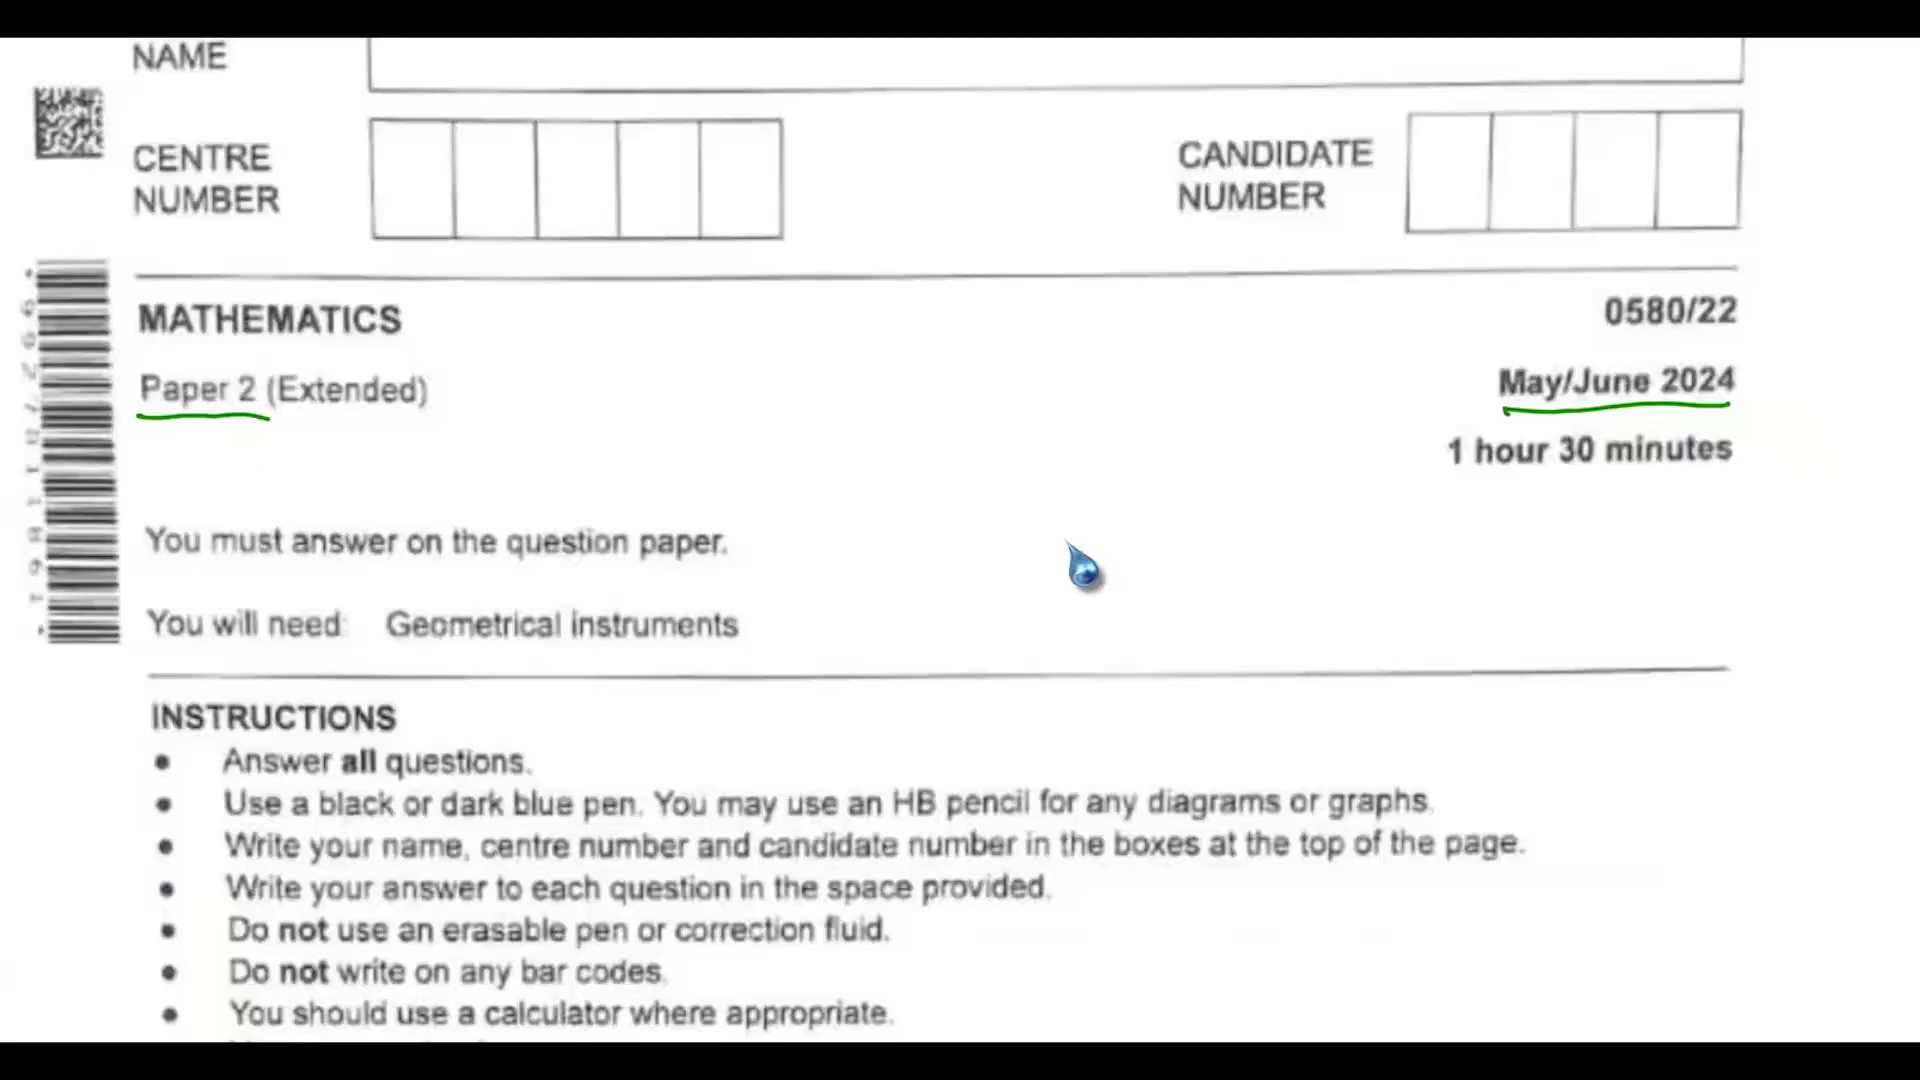 NAME
CENTRE
NUMBER
CANDIDATE
NUMBER
MATHEMATICS
0580/22
Paper 2 (Extended)
May/June 2024
1 hour 30 minutes
You must answer on the question paper.
You will need: Geometrical instruments
INSTRUCTIONS
• Answer all questions.
• Use a black or dark blue pen. You may use an HB pencil for any diagrams or graphs.
• Write your name, centre number and candidate number in the boxes at the top of the page.
• Write your answer to each question in the space provided.
• Do not use an erasable pen or correction fluid.
• Do not write on any bar codes.
• You should use a calculator where appropriate.